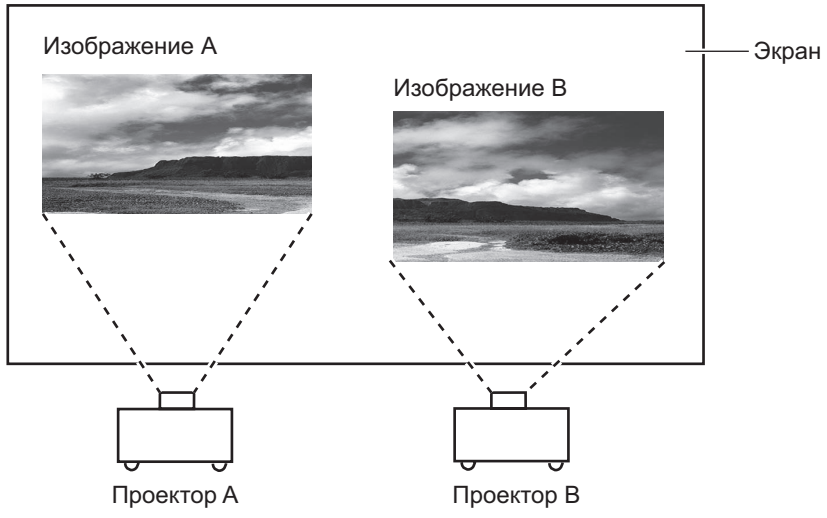 Изображение A
Экран
Изображение B
Проектор A
Проектор B